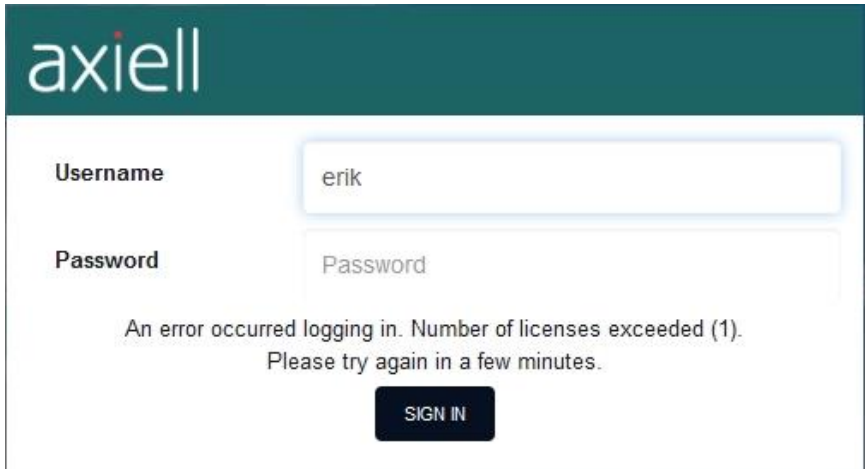 axiell
Username
erik
Password
Password
An error occurred logging in. Number of licenses exceeded (1).
Please try again in a few minutes.
SIGN IN